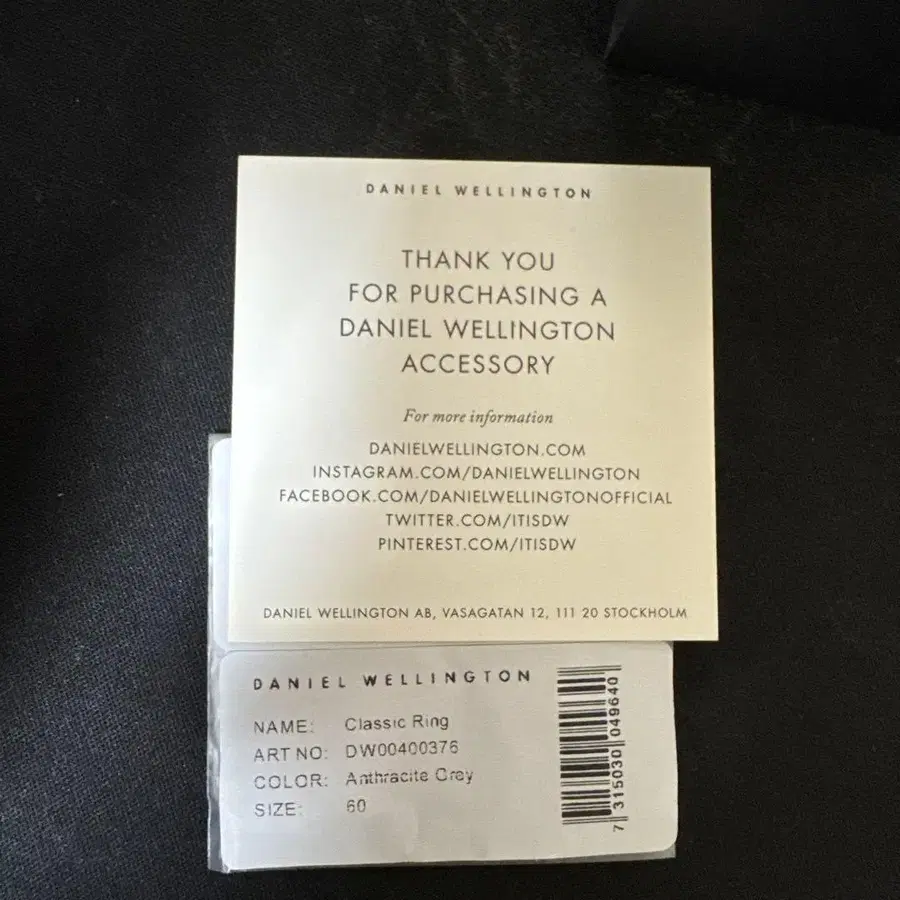 DANIEL WELLINGTON
THANK YOU
FOR PURCHASING A
DANIEL WELLINGTON
ACCESSORY
For more information
DANIELWELLINGTON.COM
INSTAGRAM.COM/DANIELWELLINGTON
FACEBOOK.COM/DANIELWELLINGTONOFFICIAL
TWITTER.COM/ITISDW
PINTEREST.COM/ITISDW
DANIEL WELLINGTON AB, VASAGATAN 12, 111 20 STOCKHOLM
DANIEL WELLINGTON
NAME: Classic Ring
ART NO: DW00400376
COLOR: Anthracite Grey
SIZE: 60
7 315030 049640